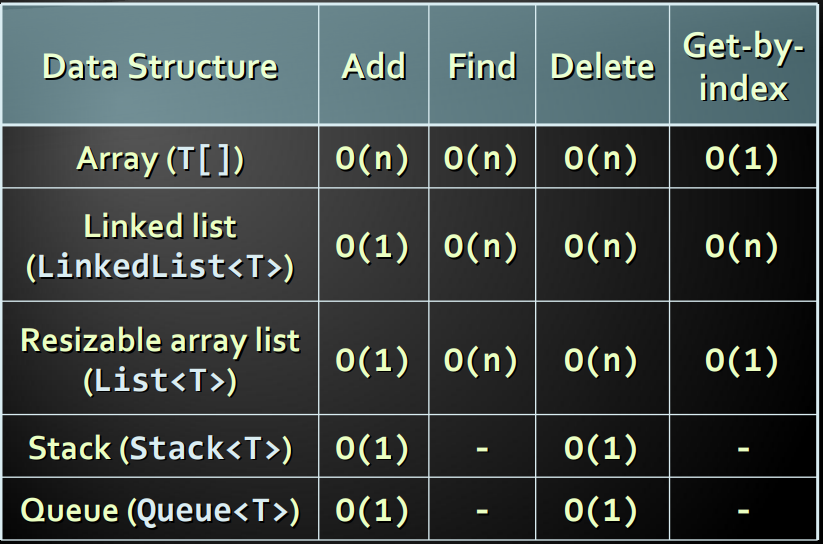 Data Structure Add Find Delete Get-by-
index
Array (T[]) O(n) O(n) O(n) O(1)
Linked list
(LinkedList<T>) O(1) O(n) O(n) O(n)
Resizable array list
(List<T>) O(1) O(n) O(n) O(1)
Stack (Stack<T>) O(1) - O(1) -
Queue (Queue<T>) O(1) - O(1) -